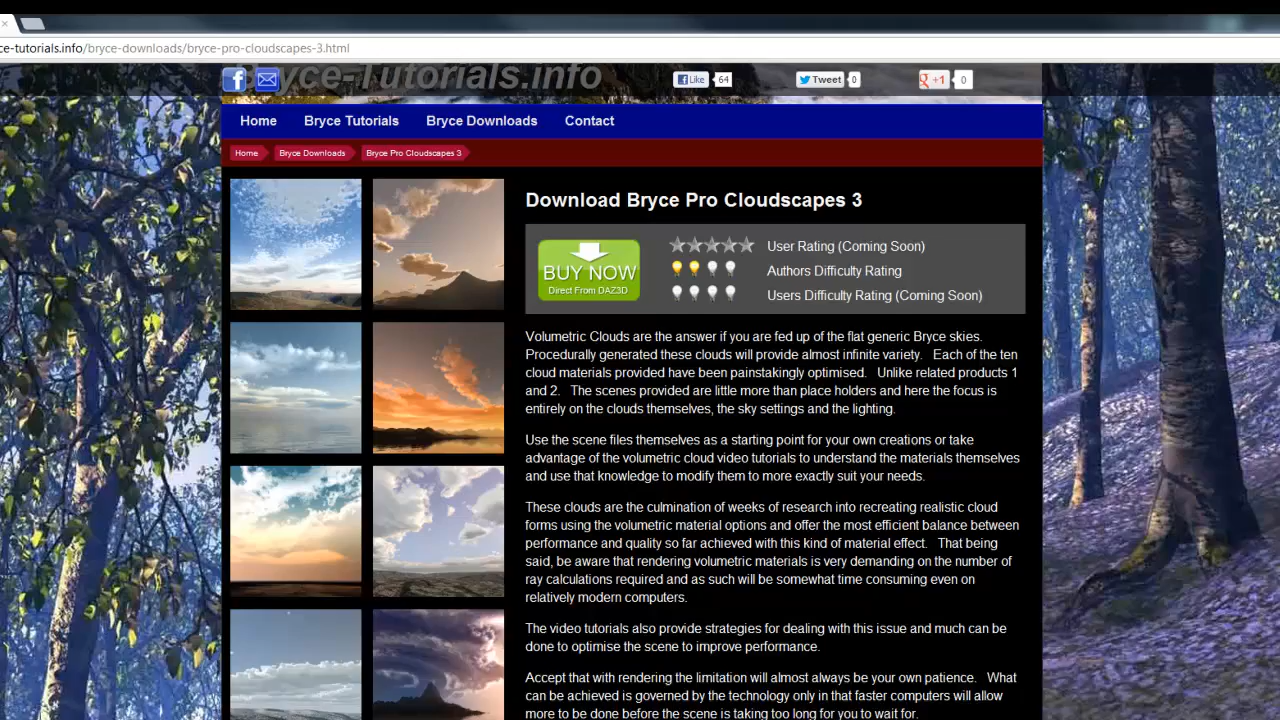 ce-tutorials.info/bryce-downloads/bryce-pro-cloudscapes-3.html
Bryce-Tutorials.info
Like 64
Tweet 0
+1 0
Home Bryce Tutorials Bryce Downloads Contact
Home Bryce Downloads Bryce Pro Cloudscapes 3
Download Bryce Pro Cloudscapes 3
BUY NOW
Direct From DAZ3D
User Rating (Coming Soon)
Authors Difficulty Rating
Users Difficulty Rating (Coming Soon)
Volumetric Clouds are the answer if you are fed up of the flat generic Bryce skies.
Procedurally generated these clouds will provide almost infinite variety. Each of the ten
cloud materials provided have been painstakingly optimised. Unlike related products 1
and 2. The scenes provided are little more than place holders and here the focus is
entirely on the clouds themselves, the sky settings and the lighting.
Use the scene files themselves as a starting point for your own creations or take
advantage of the volumetric cloud video tutorials to understand the materials themselves
and use that knowledge to modify them to more exactly suit your needs.
These clouds are the culmination of weeks of research into recreating realistic cloud
forms using the volumetric material options and offer the most efficient balance between
performance and quality so far achieved with this kind of material effect. That being
said, be aware that rendering volumetric materials is very demanding on the number of
ray calculations required and as such will be somewhat time consuming even on
relatively modern computers.
The video tutorials also provide strategies for dealing with this issue and much can be
done to optimise the scene to improve performance.
Accept that with rendering the limitation will almost always be your own patience. What
can be achieved is governed by the technology only in that faster computers will allow
more to be done before the scene is taking too long for you to wait for.